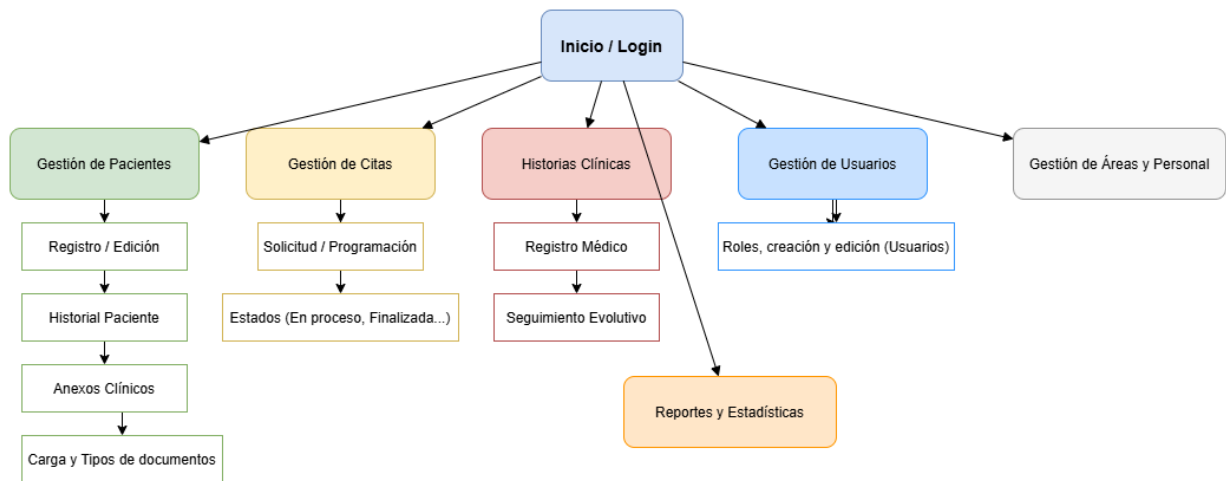 Inicio / Login
Gestión de Pacientes
Gestión de Citas
Historias Clínicas
Gestión de Usuarios
Gestión de Áreas y Personal
Registro / Edición
Solicitud / Programación
Registro Médico
Roles, creación y edición (Usuarios)
Historial Paciente
Estados (En proceso, Finalizada...)
Seguimiento Evolutivo
Anexos Clínicos
Reportes y Estadísticas
Carga y Tipos de documentos